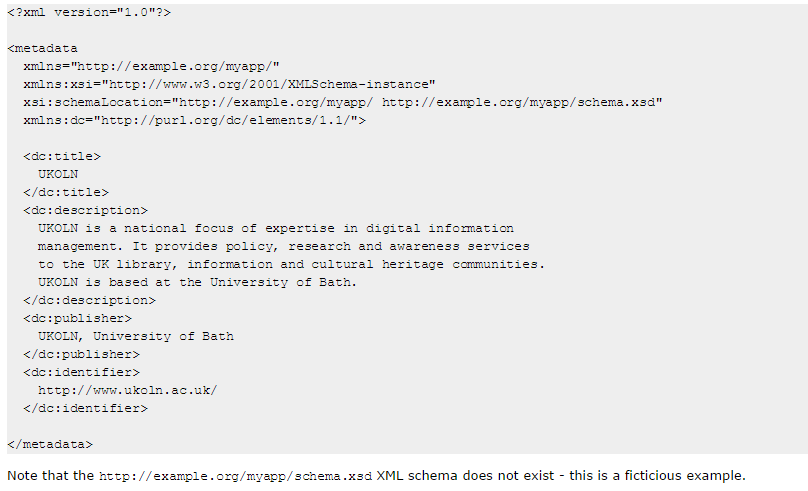 <?xml version="1.0"?>
<metadata
xmlns="http://example.org/myapp/"
xmlns:xsi="http://www.w3.org/2001/XMLSchema-instance"
xsi:schemaLocation="http://example.org/myapp/ http://example.org/myapp/schema.xsd"
xmlns:dc="http://purl.org/dc/elements/1.1/">
<dc:title>
UKOLN
</dc:title>
<dc:description>
UKOLN is a national focus of expertise in digital information
management. It provides policy, research and awareness services
to the UK library, information and cultural heritage communities.
UKOLN is based at the University of Bath.
</dc:description>
<dc:publisher>
UKOLN, University of Bath
</dc:publisher>
<dc:identifier>
http://www.ukoln.ac.uk/
</dc:identifier>
</metadata>
Note that the http://example.org/myapp/schema.xsd XML schema does not exist - this is a ficticious example.